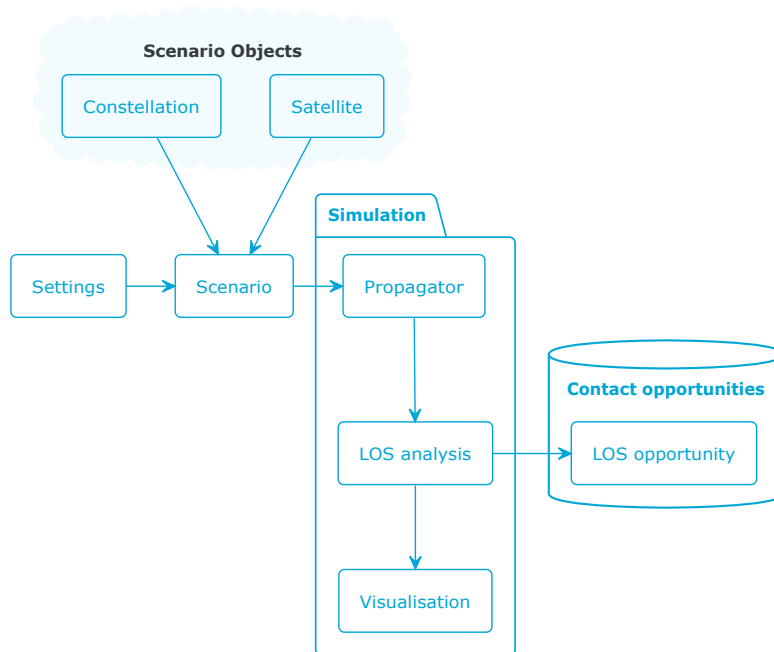 Scenario Objects
Constellation
Satellite
Simulation
Settings
Scenario
Propagator
Contact opportunities
LOS analysis
LOS opportunity
Visualisation